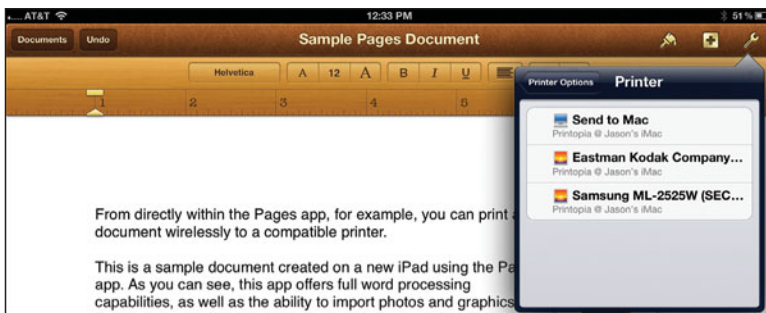 AT&T
12:33 PM
51%
Documents
Undo
Sample Pages Document
Helvetica
A 12 A
B I U
1 2 3 4 5
Printer Options
Printer
Send to Mac
Printopia @ Jason's iMac
Eastman Kodak Company...
Printopia @ Jason's iMac
Samsung ML-2525W (SEC...
Printopia @ Jason's iMac
From directly within the Pages app, for example, you can print
document wirelessly to a compatible printer.
This is a sample document created on a new iPad using the Pa
app. As you can see, this app offers full word processing
capabilities, as well as the ability to import photos and graphics